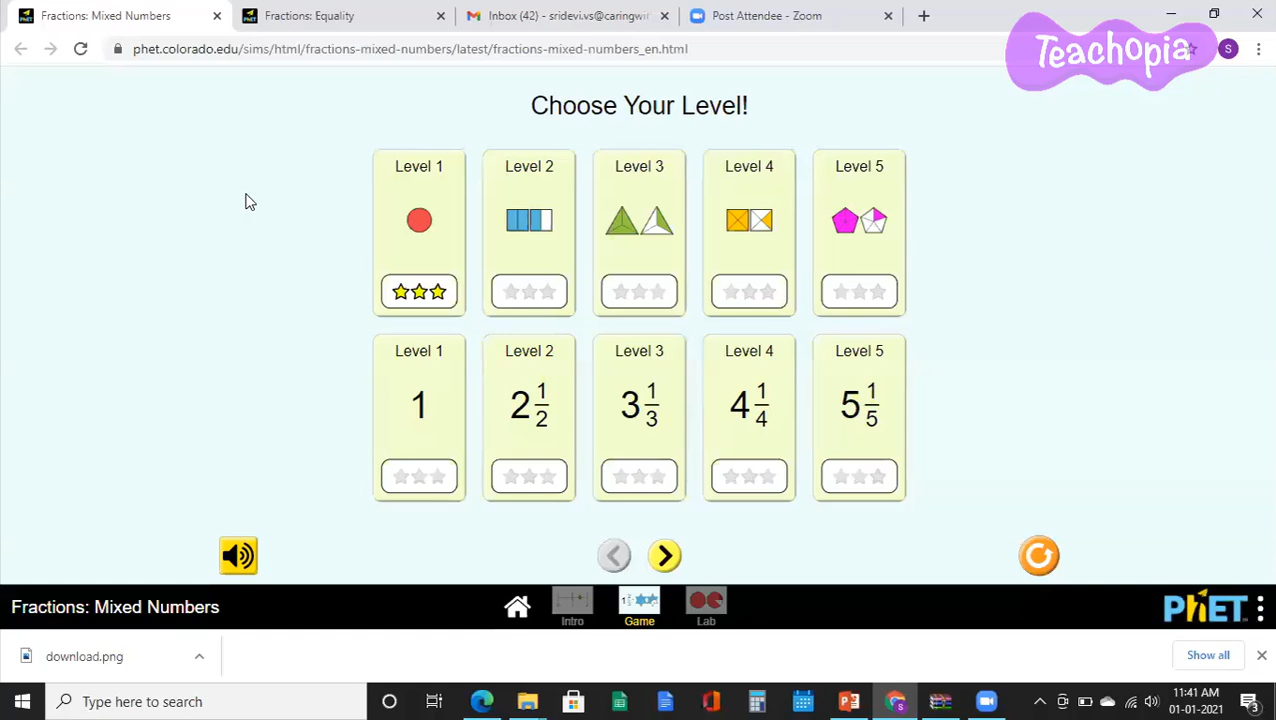 Fractions: Mixed Numbers
Fractions: Equality
Inbox (42) - sridevi.vs@caringwi
Post Attendee - Zoom
phet.colorado.edu/sims/html/fractions-mixed-numbers/latest/fractions-mixed-numbers_en.html
S
Teachopia
Choose Your Level!
Level 1
Level 2
Level 3
Level 4
Level 5
Level 1
Level 2
Level 3
Level 4
Level 5
1
2 1/2
3 1/3
4 1/4
5 1/5
Fractions: Mixed Numbers
Intro
Game
Lab
PhET
download.png
Show all
Type here to search
11:41 AM
01-01-2021
3